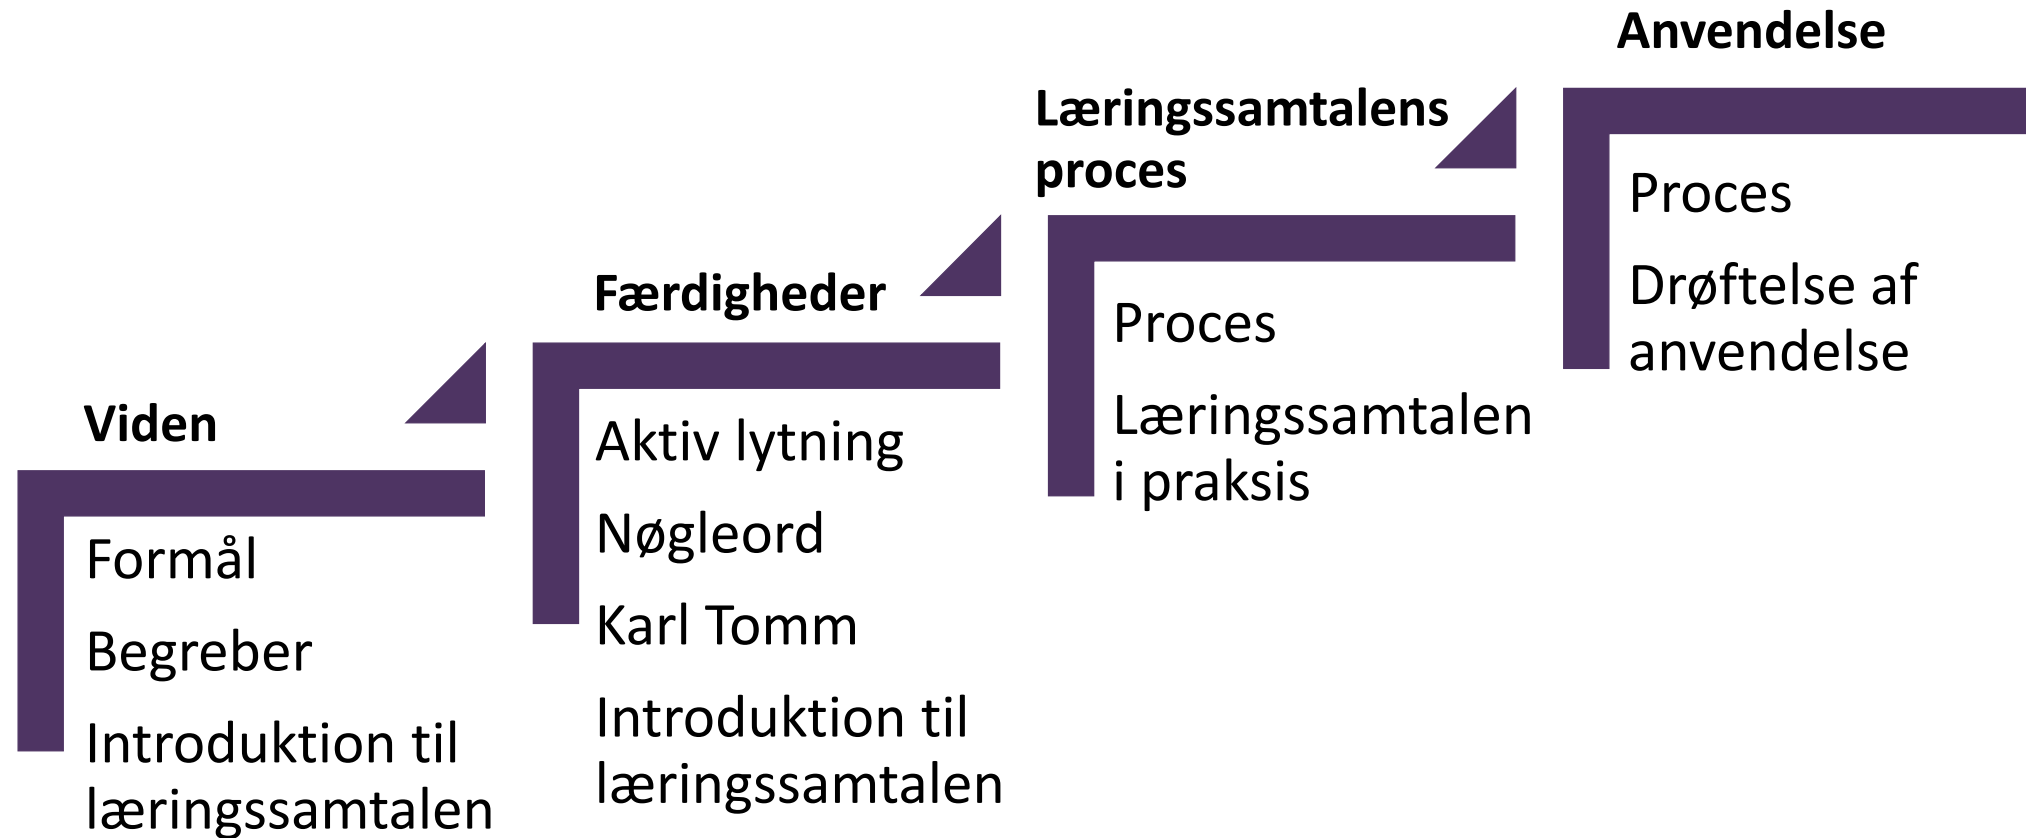 Viden
Formål
Begreber
Introduktion til
læringssamtalen
Færdigheder
Aktiv lytning
Nøgleord
Karl Tomm
Introduktion til
læringssamtalen
Læringssamtalens
proces
Proces
Læringssamtalen
i praksis
Anvendelse
Proces
Drøftelse af
anvendelse